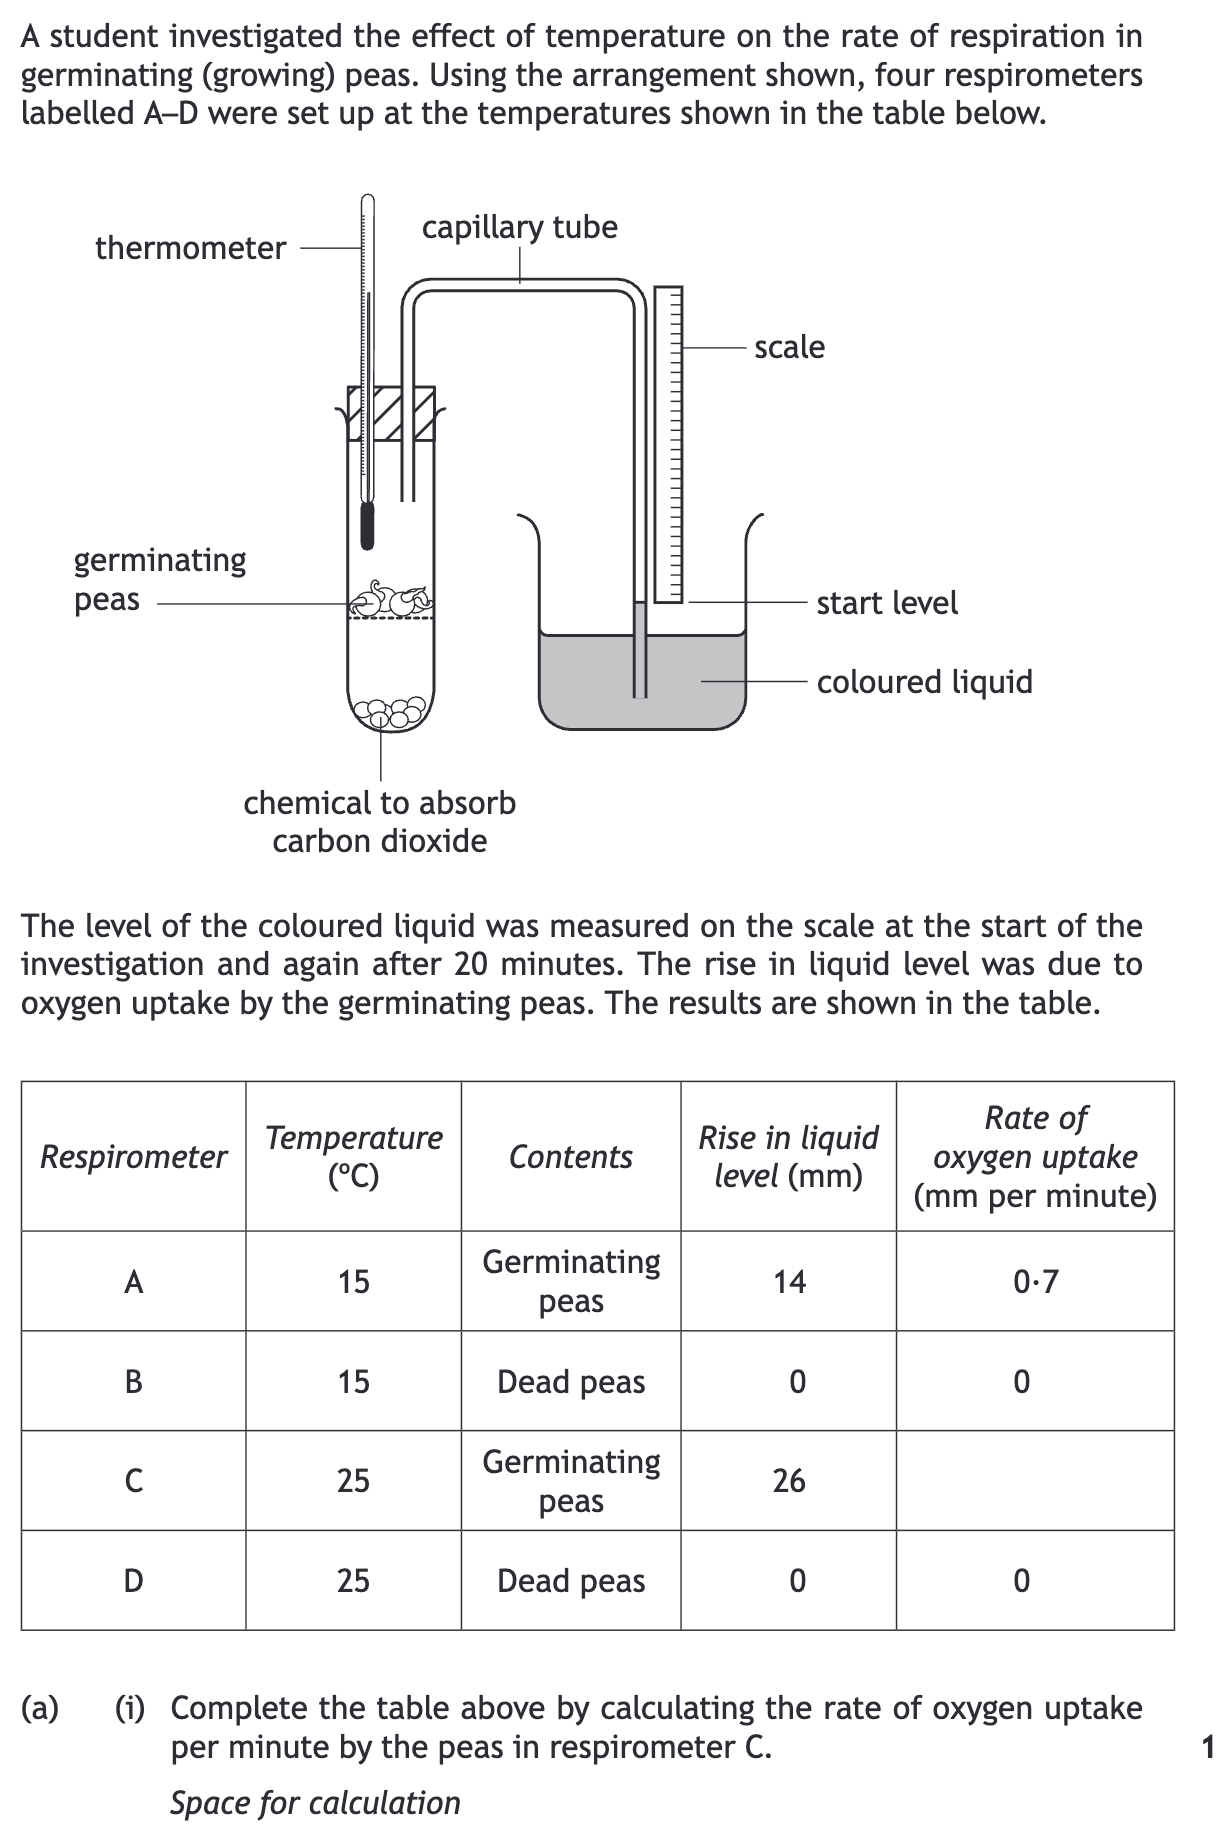 A student investigated the effect of temperature on the rate of respiration in
germinating (growing) peas. Using the arrangement shown, four respirometers
labelled A–D were set up at the temperatures shown in the table below.
capillary tube
thermometer
scale
germinating
peas
start level
coloured liquid
chemical to absorb
carbon dioxide
The level of the coloured liquid was measured on the scale at the start of the
investigation and again after 20 minutes. The rise in liquid level was due to
oxygen uptake by the germinating peas. The results are shown in the table.
Respirometer Temperature (ºC) Contents Rise in liquid level (mm) Rate of oxygen uptake (mm per minute)
A 15 Germinating peas 14 0·7
B 15 Dead peas 0 0
C 25 Germinating peas 26
D 25 Dead peas 0 0
(a) (i) Complete the table above by calculating the rate of oxygen uptake
per minute by the peas in respirometer C. 1
Space for calculation